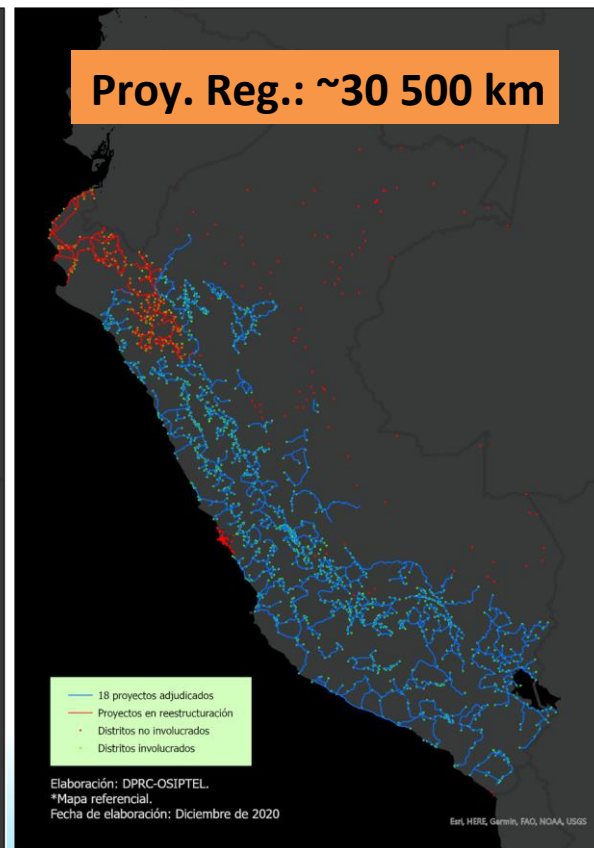 Proy. Reg.: ~30 500 km
18 proyectos adjudicados
Proyectos en reestructuración
Distritos no involucrados
Distritos involucrados
Elaboración: DPRC-OSIPTEL.
*Mapa referencial.
Fecha de elaboración: Diciembre de 2020
Esri, HERE, Garmin, FAO, NOAA, USGS